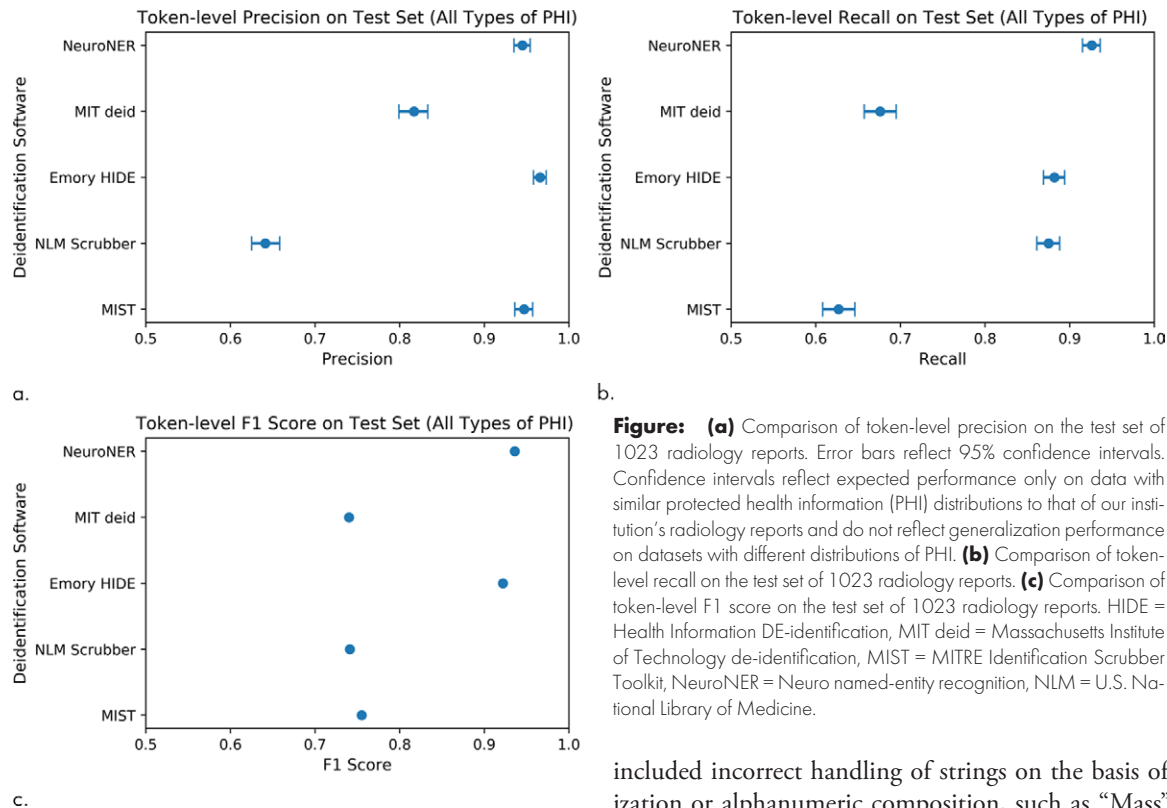 Token-level Precision on Test Set (All Types of PHI)
Deidentification Software
NeuroNER
MIT deid
Emory HIDE
NLM Scrubber
MIST
0.5 0.6 0.7 0.8 0.9 1.0
Precision
a.
Token-level Recall on Test Set (All Types of PHI)
Deidentification Software
NeuroNER
MIT deid
Emory HIDE
NLM Scrubber
MIST
0.5 0.6 0.7 0.8 0.9 1.0
Recall
b.
Token-level F1 Score on Test Set (All Types of PHI)
Deidentification Software
NeuroNER
MIT deid
Emory HIDE
NLM Scrubber
MIST
0.5 0.6 0.7 0.8 0.9 1.0
F1 Score
c.
Figure: (a) Comparison of token-level precision on the test set of
1023 radiology reports. Error bars reflect 95% confidence intervals.
Confidence intervals reflect expected performance only on data with
similar protected health information (PHI) distributions to that of our insti-
tution's radiology reports and do not reflect generalization performance
on datasets with different distributions of PHI. (b) Comparison of token-
level recall on the test set of 1023 radiology reports. (c) Comparison of
token-level F1 score on the test set of 1023 radiology reports. HIDE =
Health Information DE-identification, MIT deid = Massachusetts Institute
of Technology de-identification, MIST = MITRE Identification Scrubber
Toolkit, NeuroNER = Neuro named-entity recognition, NLM = U.S. Na-
tional Library of Medicine.
included incorrect handling of strings on the basis of
ization or alphanumeric composition, such as "Mass"